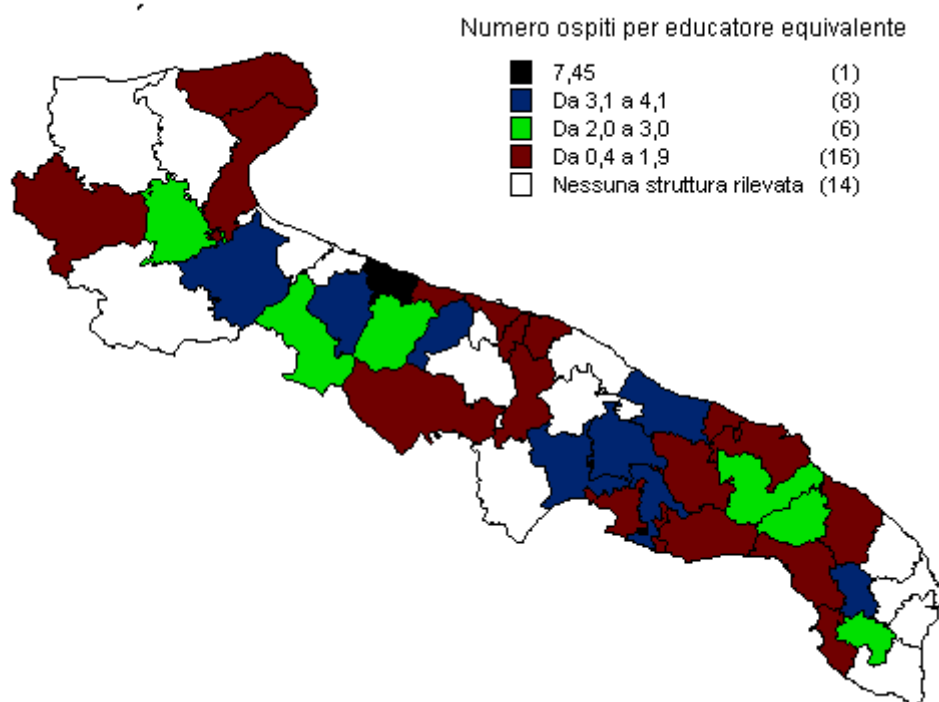 Numero ospiti per educatore equivalente
7,45 (1)
Da 3,1 a 4,1 (8)
Da 2,0 a 3,0 (6)
Da 0,4 a 1,9 (16)
Nessuna struttura rilevata (14)